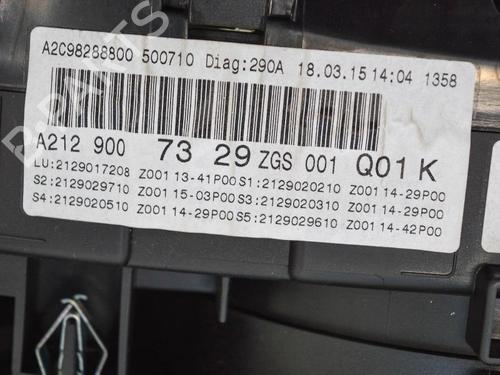 A2C98288800 500710 Diag:290A 18.03.15 14:04 1358
A212 900 73 29 ZGS 001 Q01 K
LU:2129017208 Z001 13-41P00 S1:2129020210 Z001 14-29P00
S2:2129029710 Z001 15-03P00 S3:2129020310 Z001 14-29P00
S4:2129020510 Z001 14-29P00 S5:2129029610 Z001 14-42P00